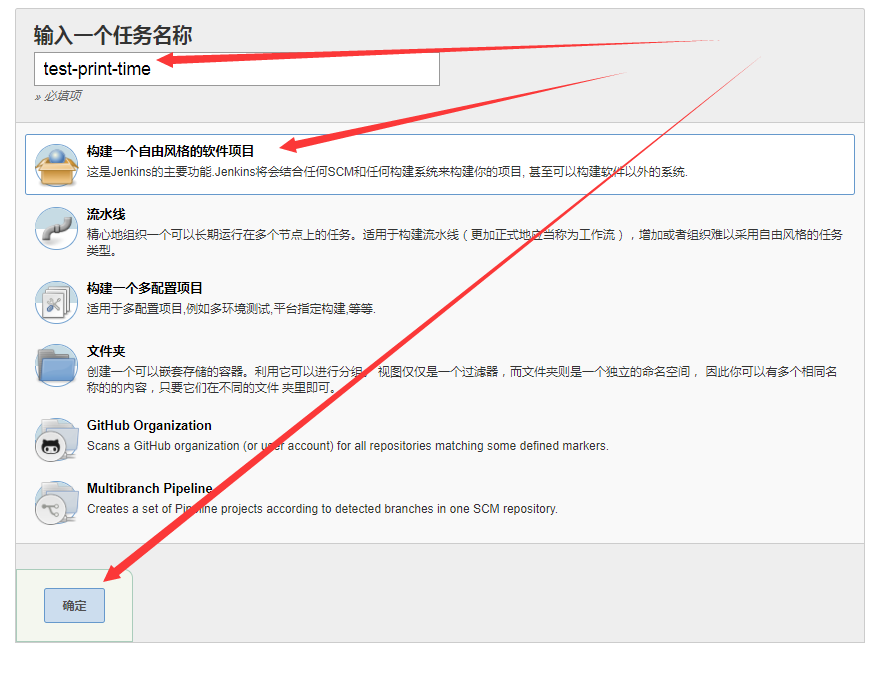 输入一个任务名称
test-print-time
» 必填项
构建一个自由风格的软件项目
这是Jenkins的主要功能.Jenkins将会结合任何SCM和任何构建系统来构建你的项目, 甚至可以构建软件以外的系统.
流水线
精心地组织一个可以长期运行在多个节点上的任务。适用于构建流水线（更加正式地应当称为工作流），增加或者组织难以采用自由风格的任务
类型。
构建一个多配置项目
适用于多配置项目,例如多环境测试,平台指定构建,等等.
文件夹
创建一个可以嵌套存储的容器。利用它可以进行分组。 视图仅仅是一个过滤器，而文件夹则是一个独立的命名空间， 因此你可以有多个相同名
称的的内容，只要它们在不同的文件 夹里即可。
GitHub Organization
Scans a GitHub organization (or user account) for all repositories matching some defined markers.
Multibranch Pipeline
Creates a set of Pipeline projects according to detected branches in one SCM repository.
确定